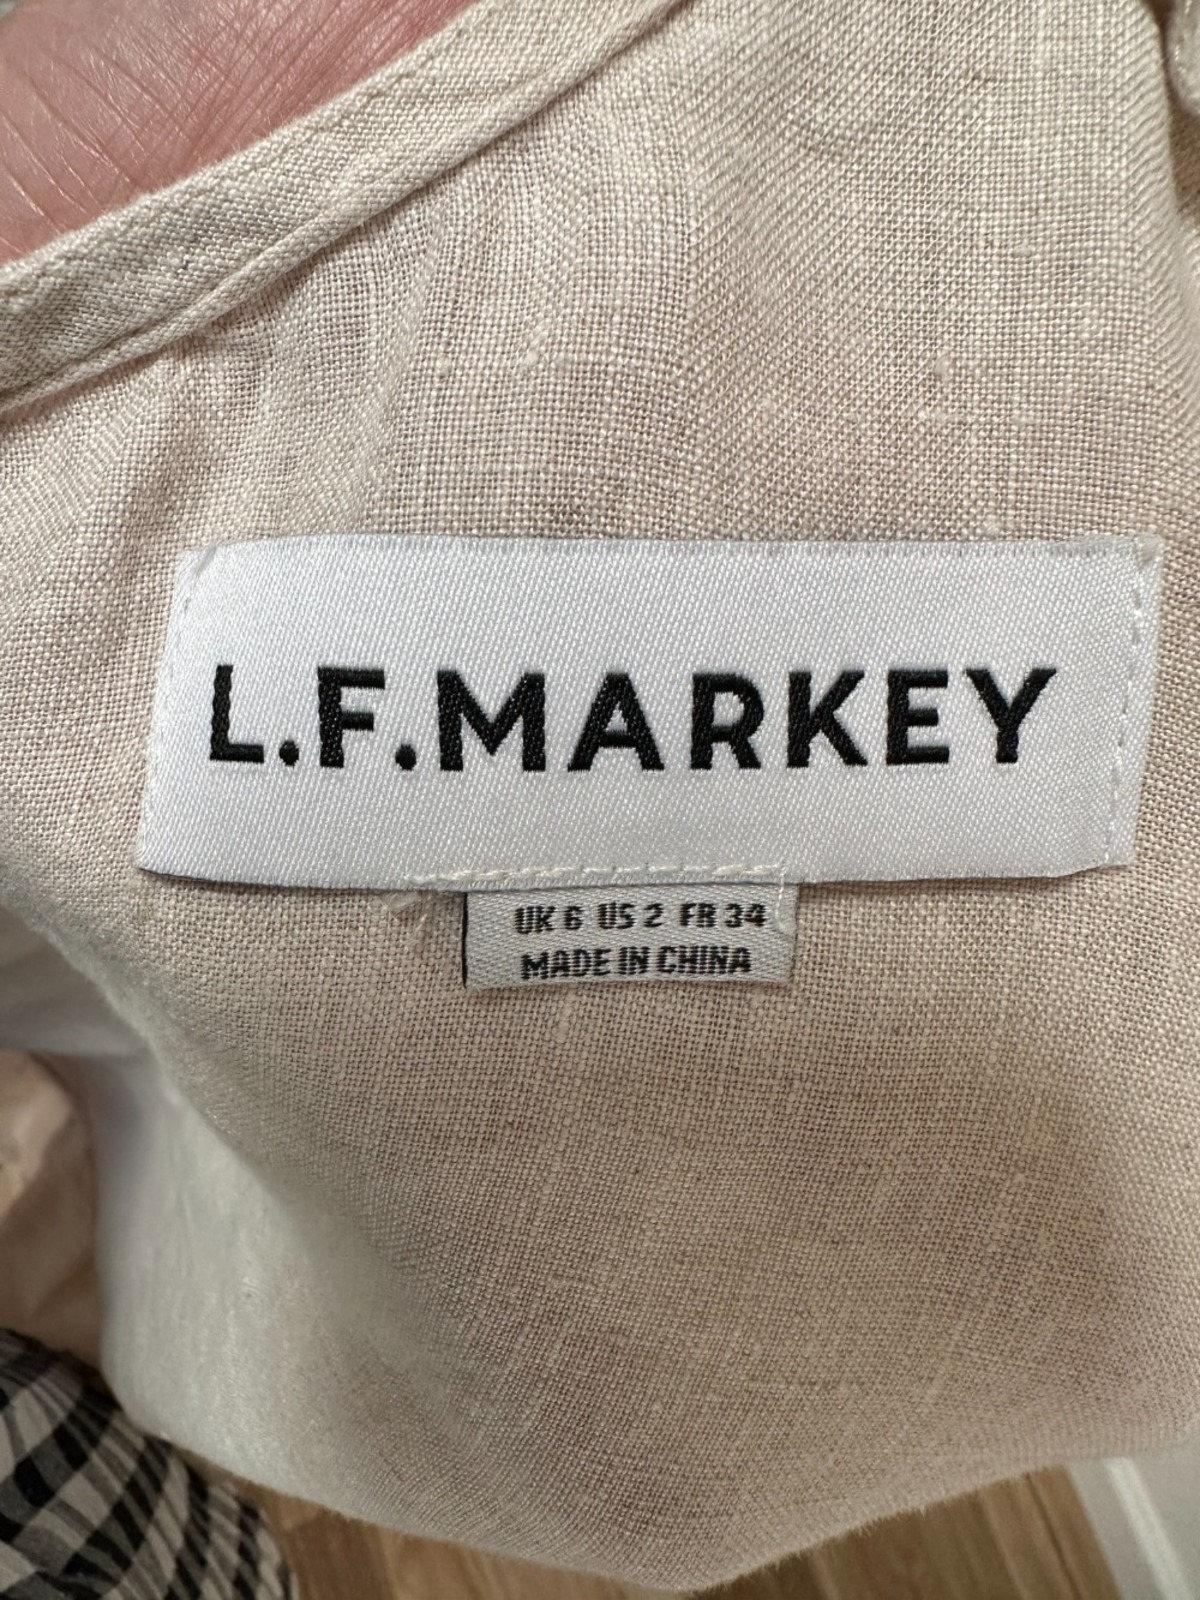 L.F.MARKEY
UK 6 US 2 FR 34
MADE IN CHINA